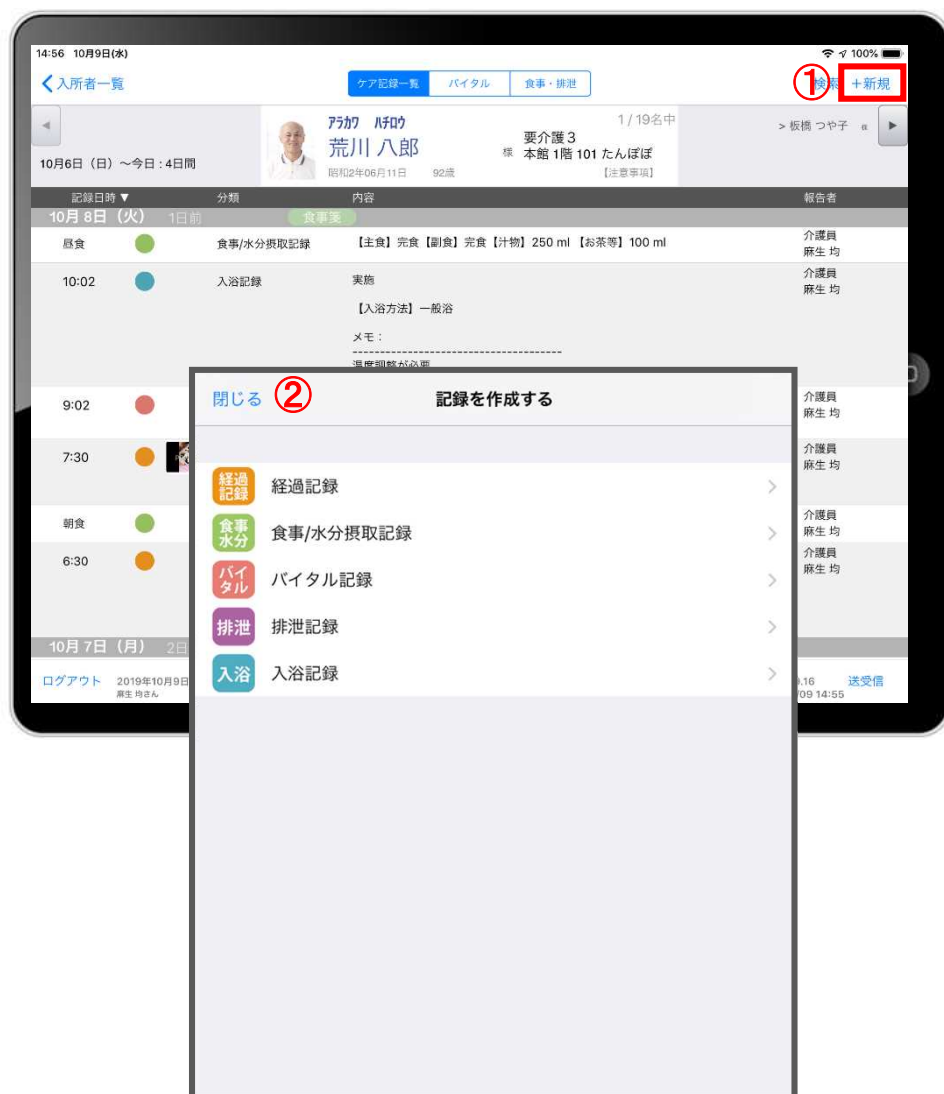 14:56 10月9日(水) 100%
＜入所者一覧 ケア記録一覧 バイタル 食事・排泄 ① +新規
アラカワ ハチロウ 1 / 19名中
荒川 八郎 様 要介護３ > 板橋 つや子 α
本館 1階 101 たんぽぽ
10月6日（日）～今日 : 4日間 昭和2年06月11日 92歳 【注意事項】
記録日時 ▼ 分類 内容 報告者
10月 8日（火） 1日前 食事箋
昼食 食事/水分摂取記録 【主食】完食【副食】完食【汁物】250 ml 【お茶等】100 ml 介護員
麻生 均
10:02 入浴記録 実施 介護員
麻生 均
【入浴方法】一般浴
メモ：
--------------------------------------
温度調整が必要
閉じる ② 記録を作成する
9:02 介護員
麻生 均
7:30 介護員
麻生 均
経過
記録 経過記録
朝食 介護員
麻生 均
食事
水分 食事/水分摂取記録
6:30 介護員
麻生 均
バイ
タル バイタル記録
排泄 排泄記録
10月 7日（月） 2日
入浴 入浴記録
ログアウト 2019年10月9日 .16 送受信
麻生 均さん /09 14:55